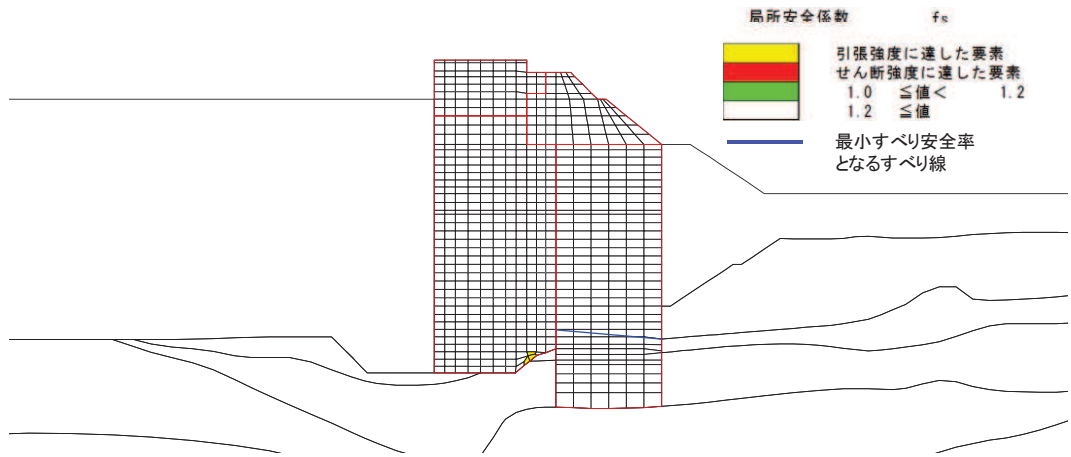 局所安全係数 fs
引張強度に達した要素
せん断強度に達した要素
1.0 ≦値< 1.2
1.2 ≦値
最小すべり安全率
となるすべり線